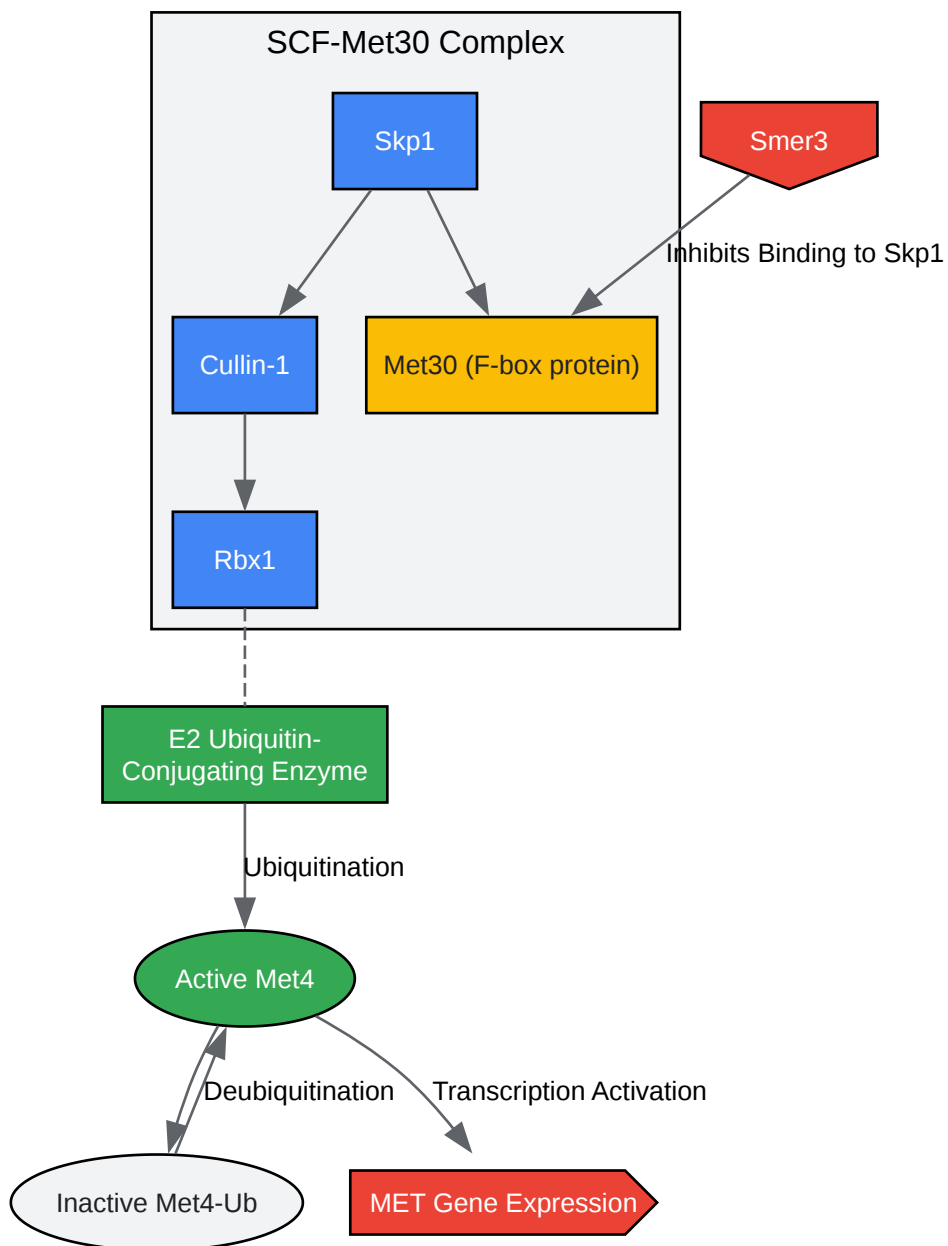 SCF-Met30 Complex
Skp1
Smer3
Inhibits Binding to Skp1
Cullin-1
Met30 (F-box protein)
Rbx1
E2 Ubiquitin-
Conjugating Enzyme
Ubiquitination
Active Met4
Deubiquitination
Transcription Activation
Inactive Met4-Ub
MET Gene Expression